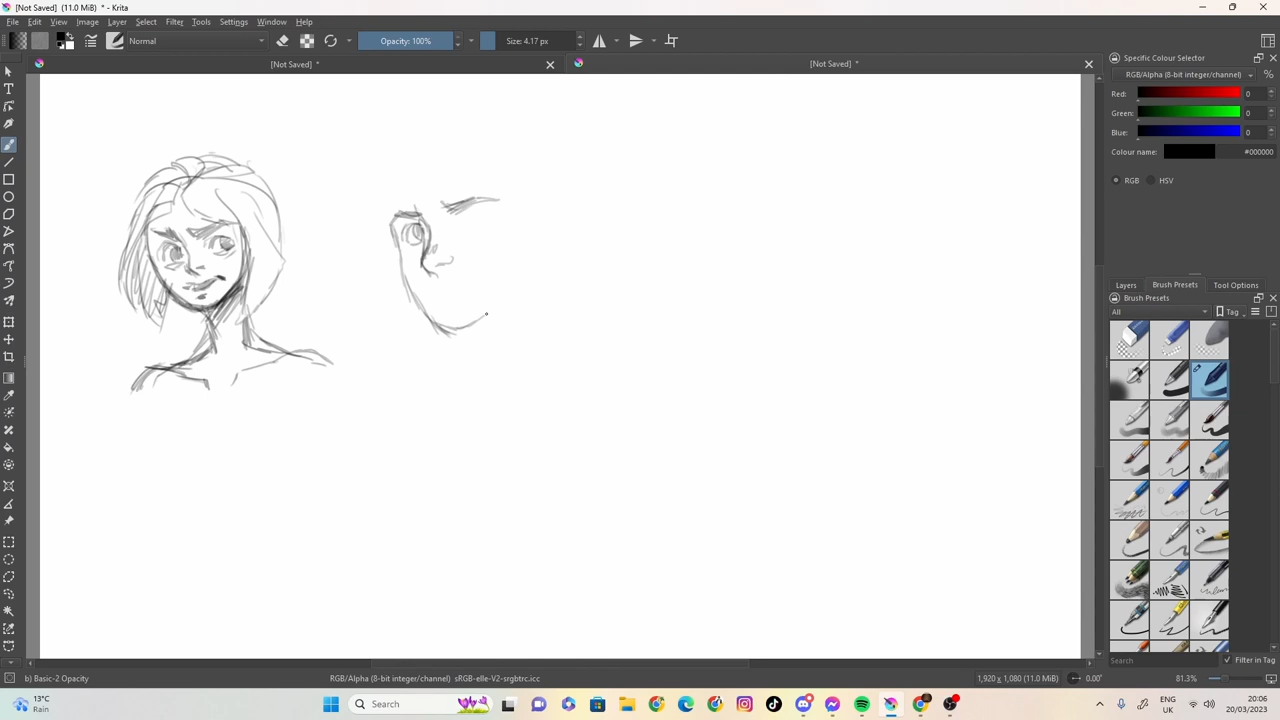 [Not Saved] (11.0 MiB) * - Krita
File Edit View Image Layer Select Filter Tools Settings Window Help
Normal
Opacity: 100%
Size: 4.17 px
[Not Saved] *
[Not Saved] *
Specific Colour Selector
RGB/Alpha (8-bit integer/channel)
%
Red: 0
Green: 0
Blue: 0
Colour name: #000000
RGB HSV
Layers Brush Presets Tool Options
Brush Presets
All Tag
Search Filter in Tag
b) Basic-2 Opacity
RGB/Alpha (8-bit integer/channel) sRGB-elle-V2-srgbtrc.icc
1,920 x 1,080 (11.0 MiB)
0.00°
81.3%
13°C
Rain
Search
ENG
UK
20:06
20/03/2023